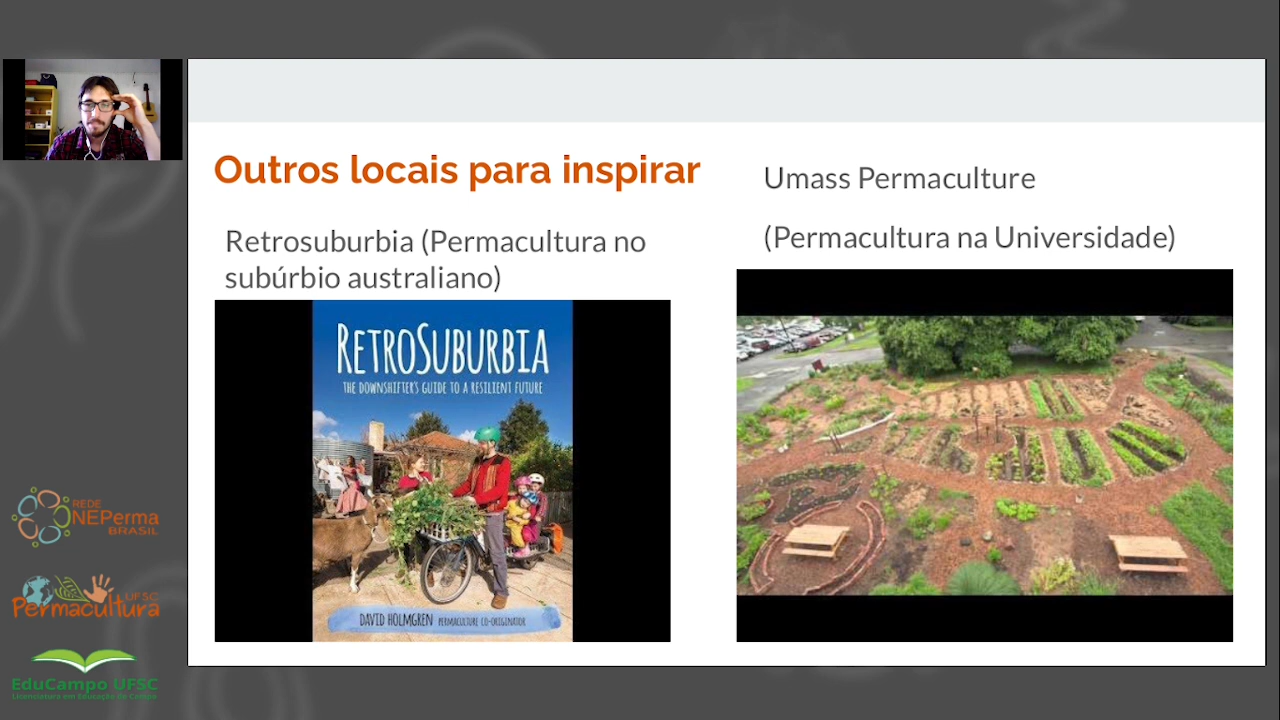 Outros locais para inspirar
Retrosuburbia (Permacultura no
subúrbio australiano)
RETROSUBURBIA
THE DOWNSHIFTER'S GUIDE TO A RESILIENT FUTURE
DAVID HOLMGREN PERMACULTURE CO-ORIGINATOR
Umass Permaculture
(Permacultura na Universidade)
REDE
NEPerma
BRASIL
UFSC
Permacultura
EduCampo UFSC
Licenciatura em Educação do Campo